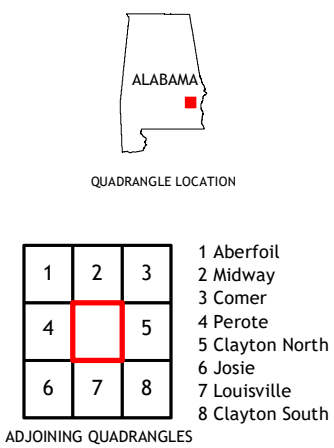 ALABAMA
QUADRANGLE LOCATION
1 2 3
4 5
6 7 8
1 Aberfoil
2 Midway
3 Comer
4 Perote
5 Clayton North
6 Josie
7 Louisville
8 Clayton South
ADJOINING QUADRANGLES